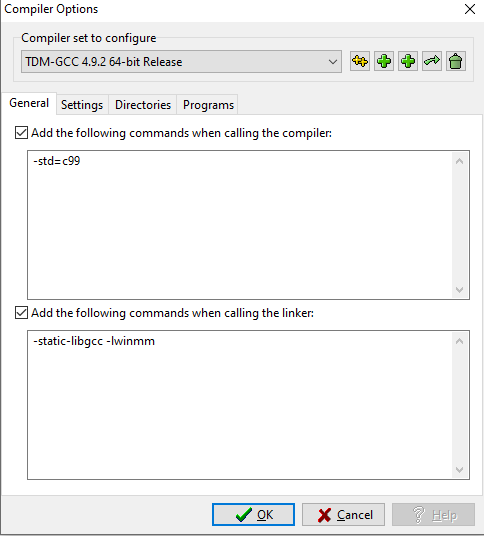 Compiler Options
Compiler set to configure
TDM-GCC 4.9.2 64-bit Release
General Settings Directories Programs
Add the following commands when calling the compiler:
-std=c99
Add the following commands when calling the linker:
-static-libgcc -lwinmm
OK Cancel Help